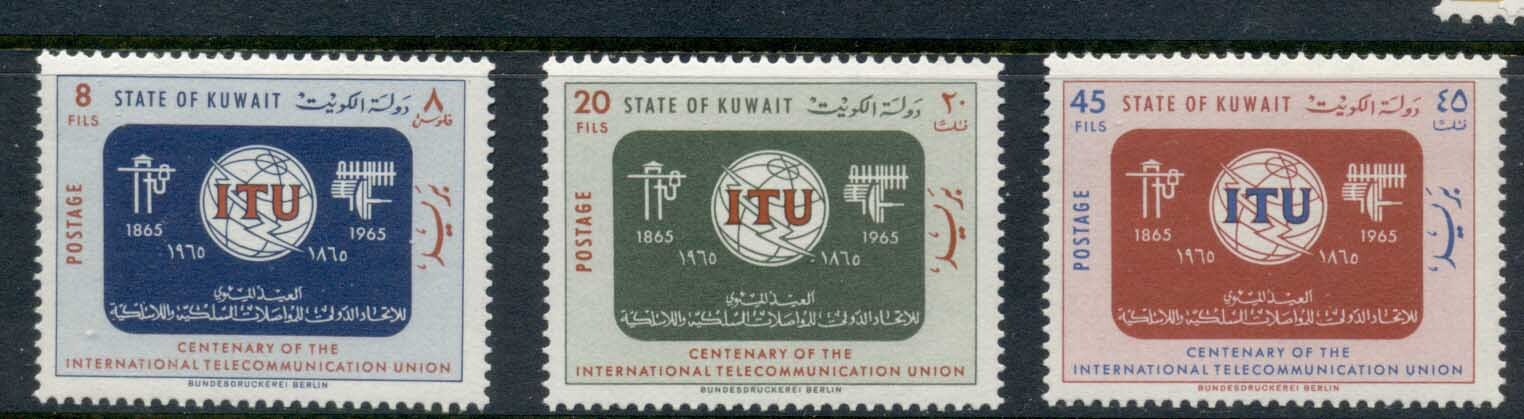 8 STATE OF KUWAIT دولة الكويت ٨
FILS فلوس
POSTAGE
بريد
ITU
1865 1965
١٩٦٥ ١٨٦٥
العيد المئوي
للاتحاد الدولي للمواصلات السلكية واللاسلكية
CENTENARY OF THE
INTERNATIONAL TELECOMMUNICATION UNION
BUNDESDRUCKEREI BERLIN
20 STATE OF KUWAIT دولة الكويت ٢٠
FILS فلسا
POSTAGE
بريد
ITU
1865 1965
١٩٦٥ ١٨٦٥
العيد المئوي
للاتحاد الدولي للمواصلات السلكية واللاسلكية
CENTENARY OF THE
INTERNATIONAL TELECOMMUNICATION UNION
BUNDESDRUCKEREI BERLIN
45 STATE OF KUWAIT دولة الكويت ٤٥
FILS فلسا
POSTAGE
بريد
ITU
1865 1965
١٩٦٥ ١٨٦٥
العيد المئوي
للاتحاد الدولي للمواصلات السلكية واللاسلكية
CENTENARY OF THE
INTERNATIONAL TELECOMMUNICATION UNION
BUNDESDRUCKEREI BERLIN